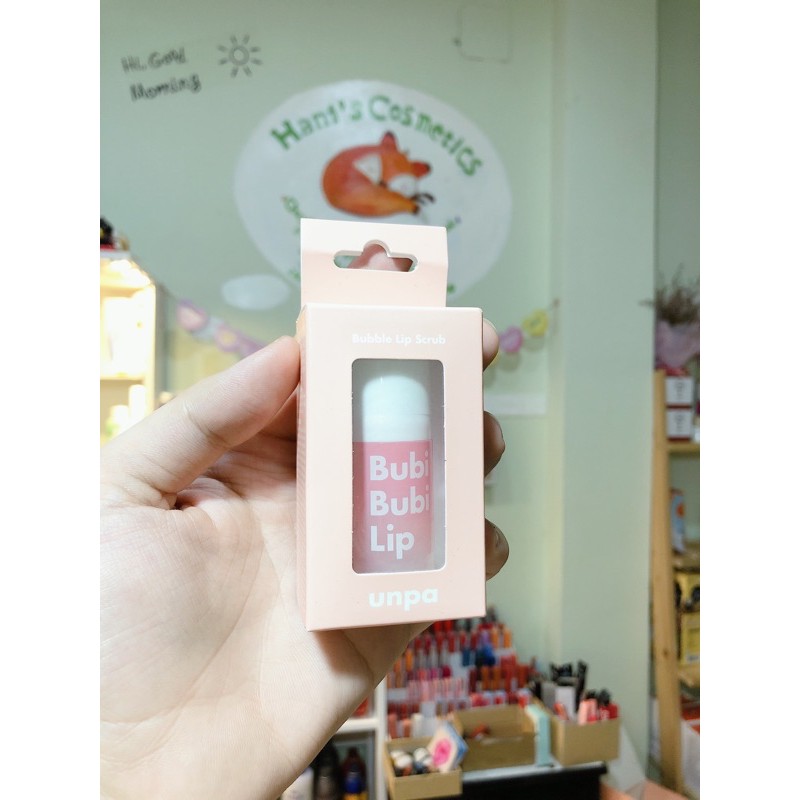 Hi, Good
Morning
Hani's Cosmetics
Bubble Lip Scrub
Bubi
Bubi
Lip
unpa